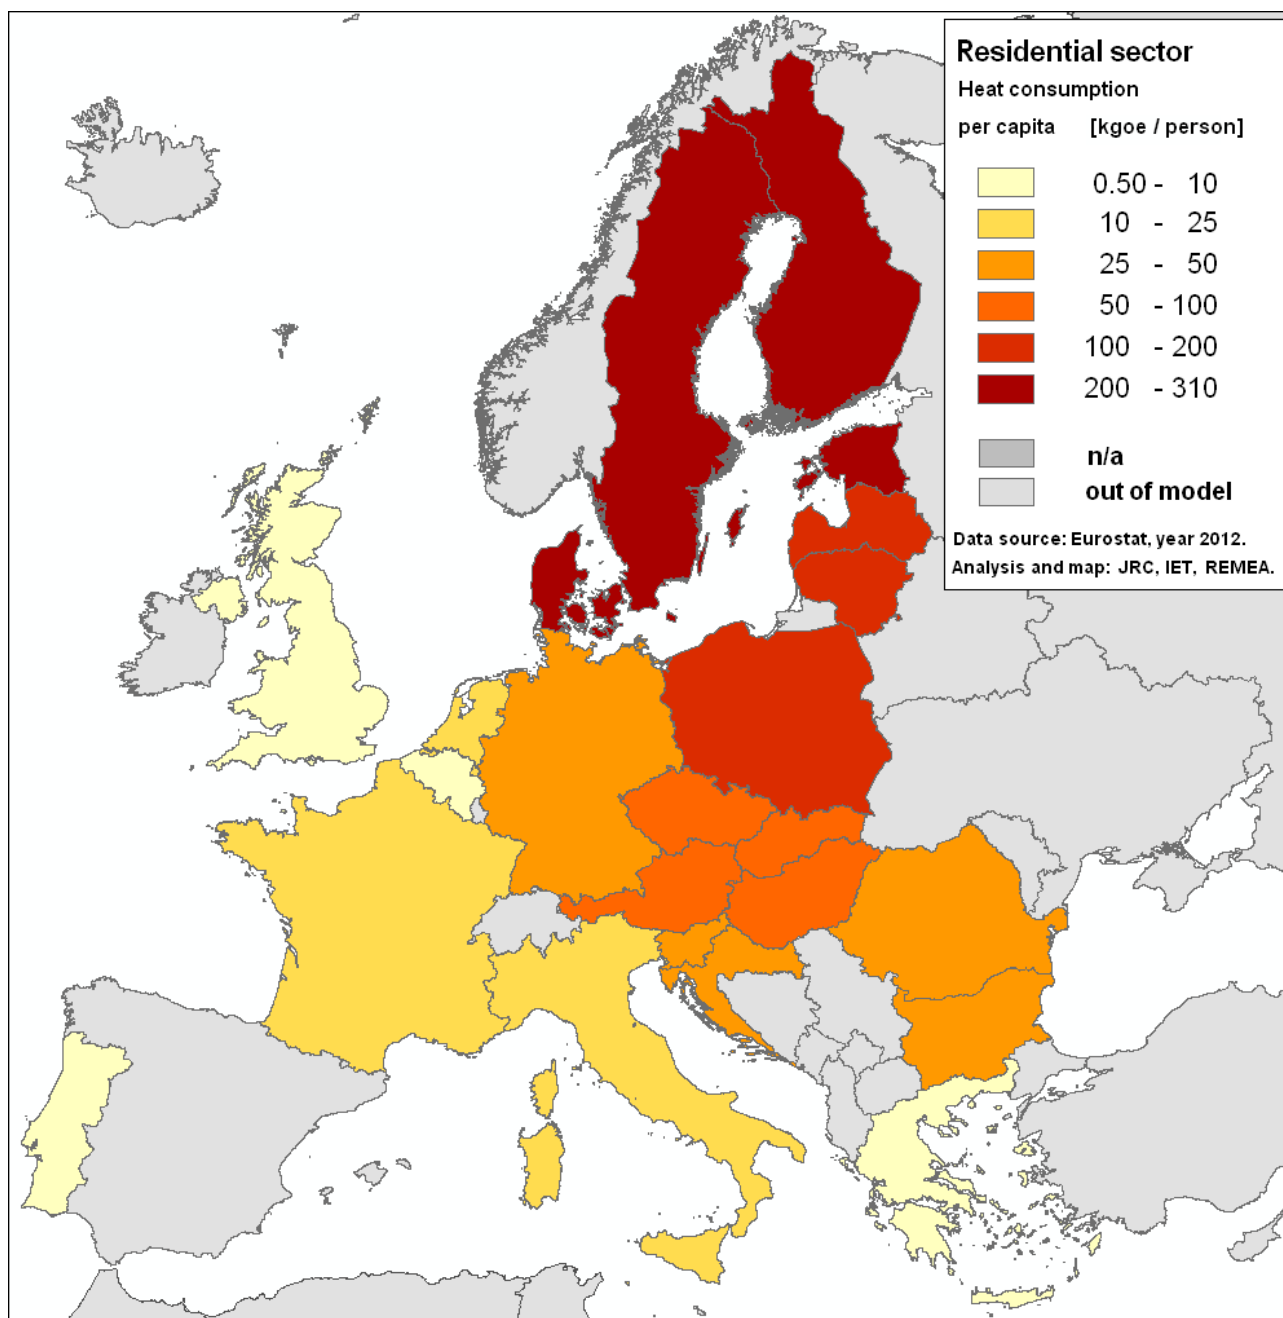 Residential sector
Heat consumption
per capita [kgoe / person]
0.50 - 10
10 - 25
25 - 50
50 - 100
100 - 200
200 - 310
n/a
out of model
Data source: Eurostat, year 2012.
Analysis and map: JRC, IET, REMEA.